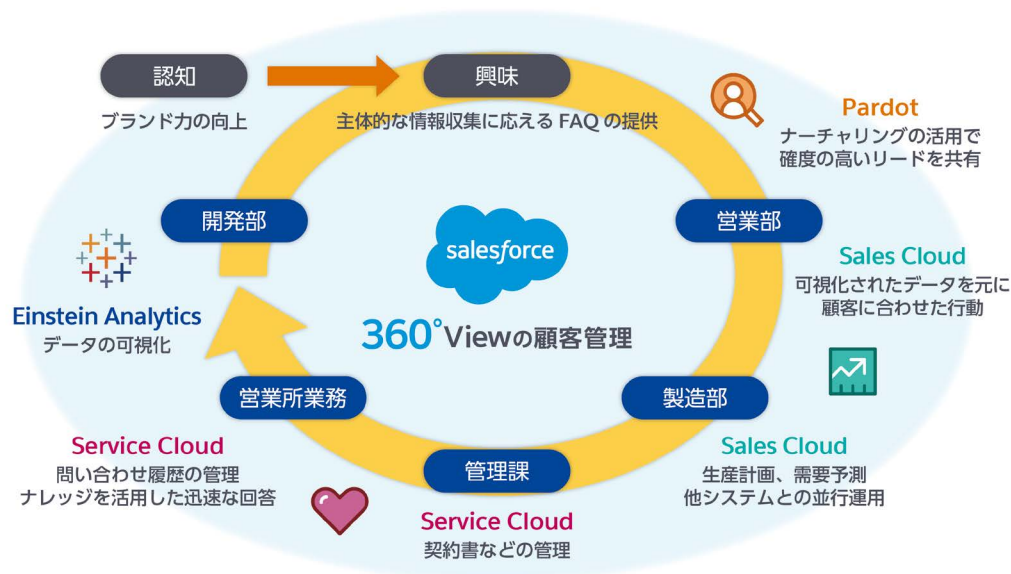 認知
ブランド力の向上
興味
主体的な情報収集に応える FAQ の提供
Pardot
ナーチャリングの活用で
確度の高いリードを共有
営業部
Sales Cloud
可視化されたデータを元に
顧客に合わせた行動
製造部
Sales Cloud
生産計画、需要予測
他システムとの並行運用
管理課
Service Cloud
契約書などの管理
営業所業務
Service Cloud
問い合わせ履歴の管理
ナレッジを活用した迅速な回答
開発部
Einstein Analytics
データの可視化
salesforce
360°Viewの顧客管理